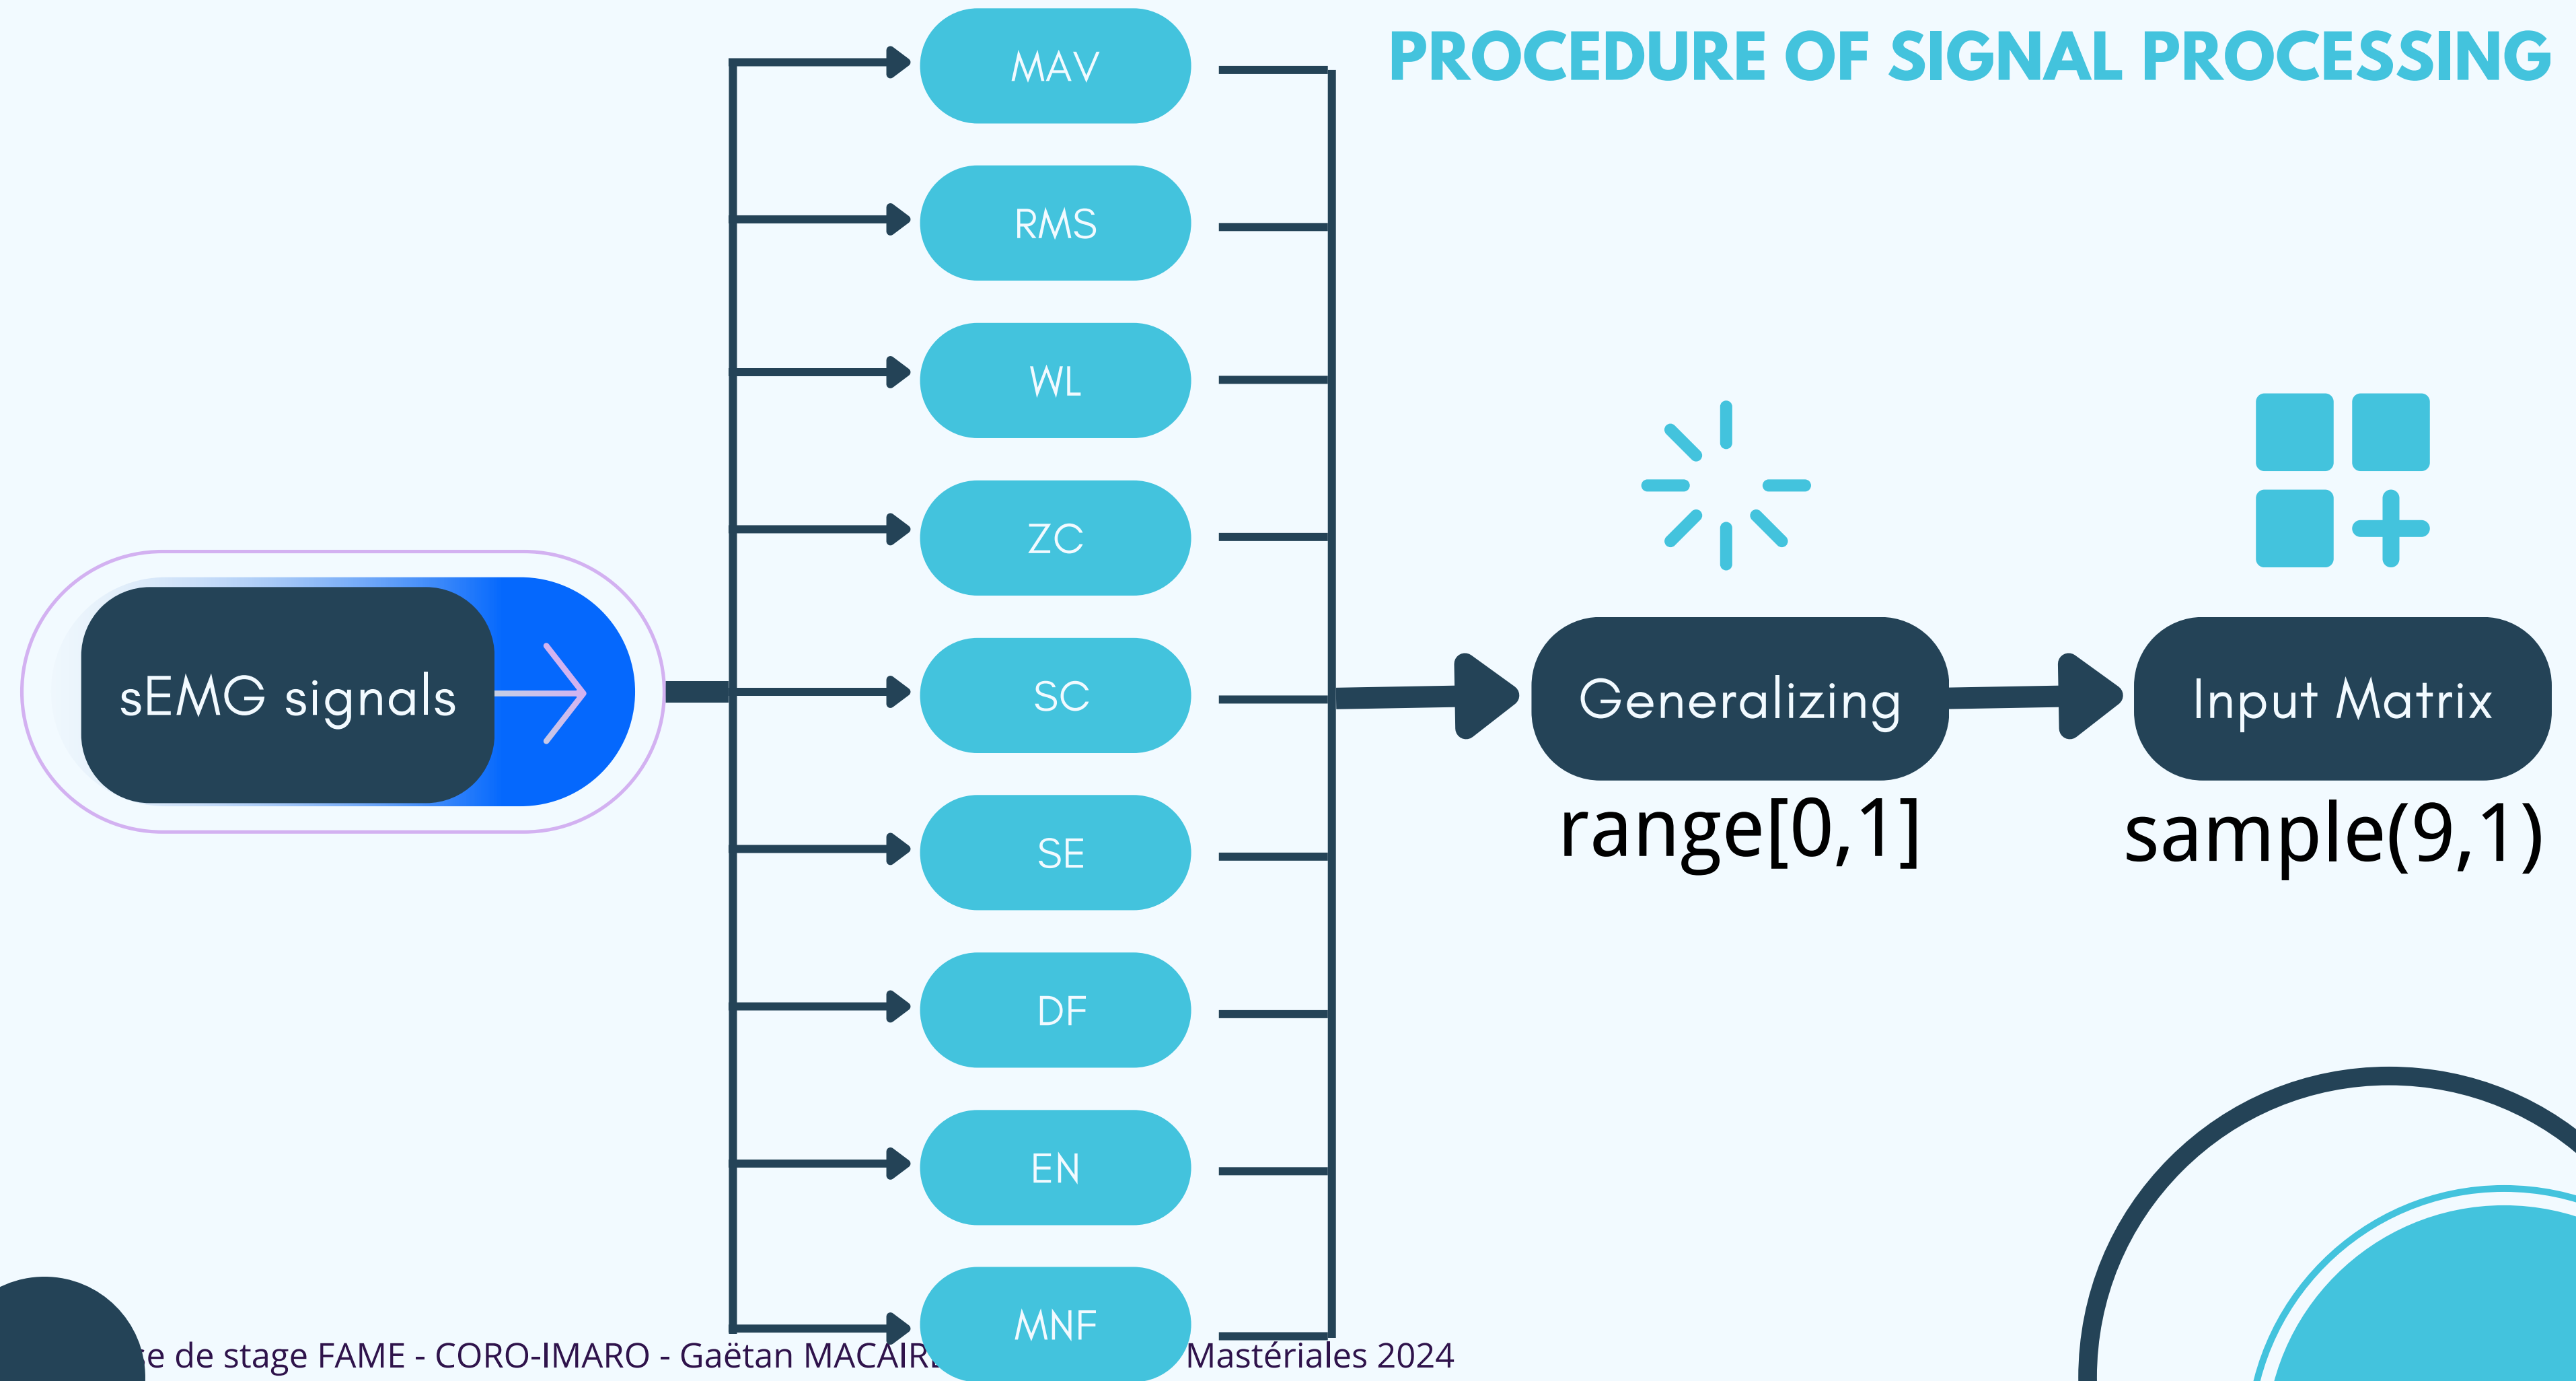 PROCEDURE OF SIGNAL PROCESSING
sEMG signals
MAV
RMS
WL
ZC
SC
SE
DF
EN
MNF
Generalizing
range[0,1]
Input Matrix
sample(9,1)
de stage FAME - CORO-IMARO - Gaëtan Mastériales 2024